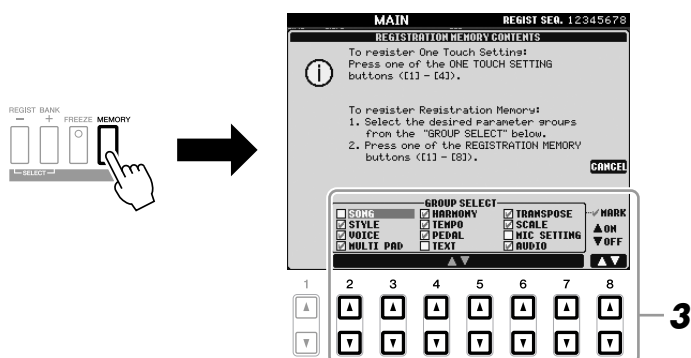 MAIN REGIST SEQ. 12345678
REGISTRATION MEMORY CONTENTS
To register One Touch Setting:
Press one of the ONE TOUCH SETTING
buttons ([1] – [4]).
To register Registration Memory:
1. Select the desired parameter groups
from the "GROUP SELECT" below.
2. Press one of the REGISTRATION MEMORY
buttons ([1] – [8]).
CANCEL
REGIST BANK
− + FREEZE MEMORY
SELECT
GROUP SELECT
SONG HARMONY TRANSPOSE MARK
STYLE TEMPO SCALE ON
VOICE PEDAL MIC SETTING OFF
MULTI PAD TEXT AUDIO
1 2 3 4 5 6 7 8
3